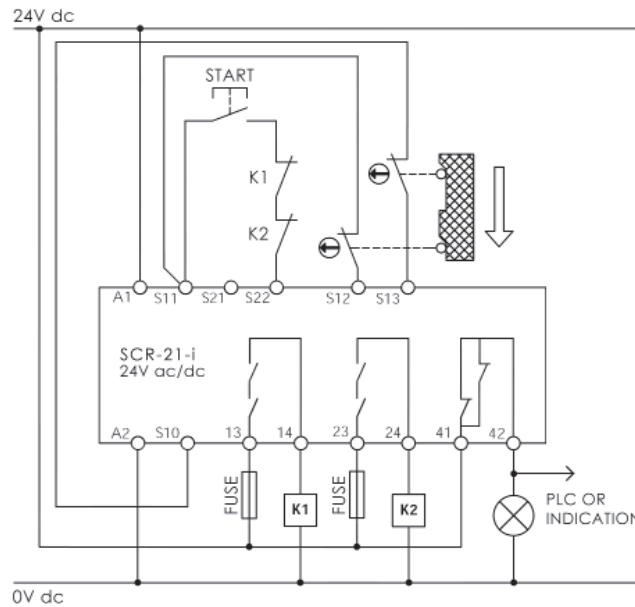 24V dc
START
K1
K2
A1
S11
S21
S22
S12
S13
SCR-21-i
24V ac/dc
A2
S10
13
14
23
24
41
42
FUSE
K1
FUSE
K2
PLC OR
INDICATION
0V dc